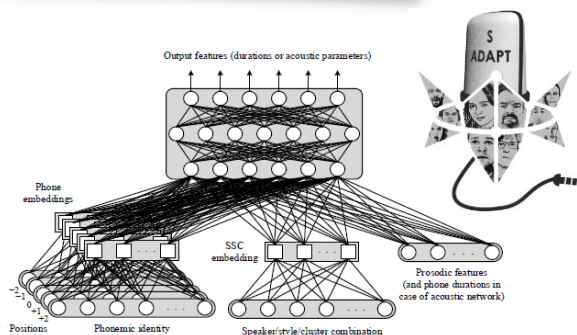 Output features (durations or acoustic parameters)
S
ADAPT
Phone
embeddings
SSC
embedding
. . .
. . .
. . .
Prosodic features
(and phone durations in
case of acoustic network)
−2
−1
0
+1
+2
. . .
. . .
Positions
Phonemic identity
Speaker/style/cluster combination